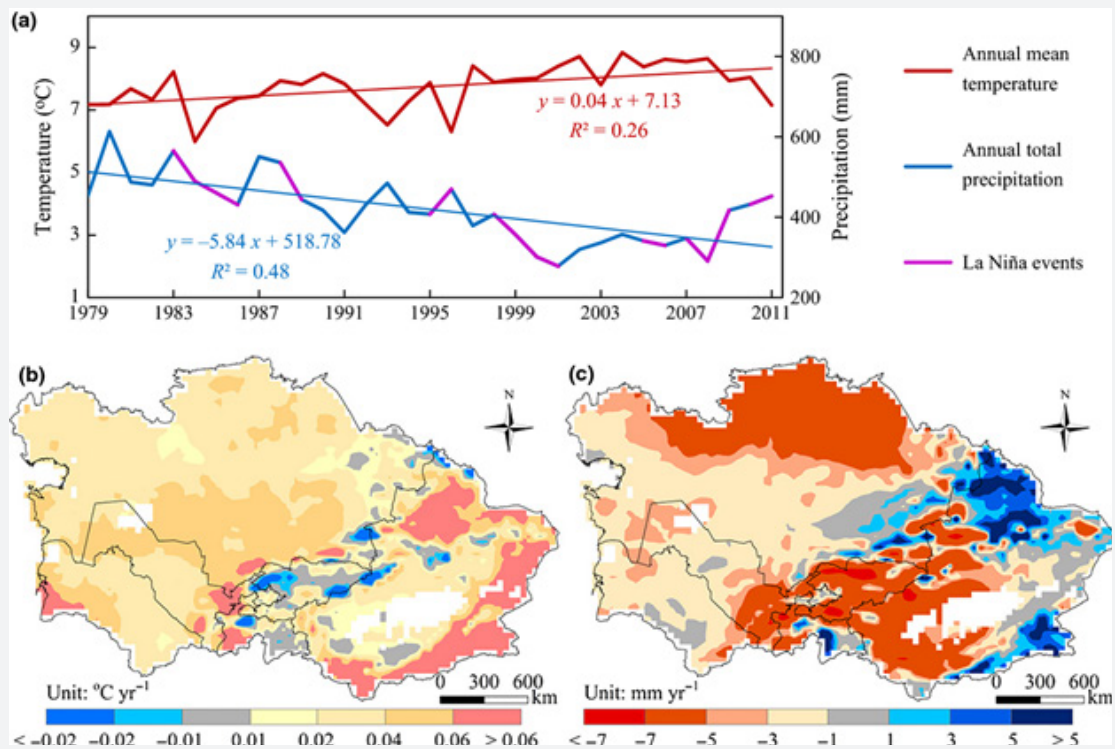 (a)
9
7
5
3
1
Temperature (°C)
800
600
400
200
Precipitation (mm)
y = 0.04 x + 7.13
R² = 0.26
y = –5.84 x + 518.78
R² = 0.48
1979 1983 1987 1991 1995 1999 2003 2007 2011
Annual mean
temperature
Annual total
precipitation
La Niña events
(b)
N
Unit: °C yr⁻¹
0 300 600
km
< –0.02 –0.02 –0.01 0.01 0.02 0.04 0.06 > 0.06
(c)
N
Unit: mm yr⁻¹
0 300 600
km
< –7 –7 –5 –3 –1 1 3 5 > 5